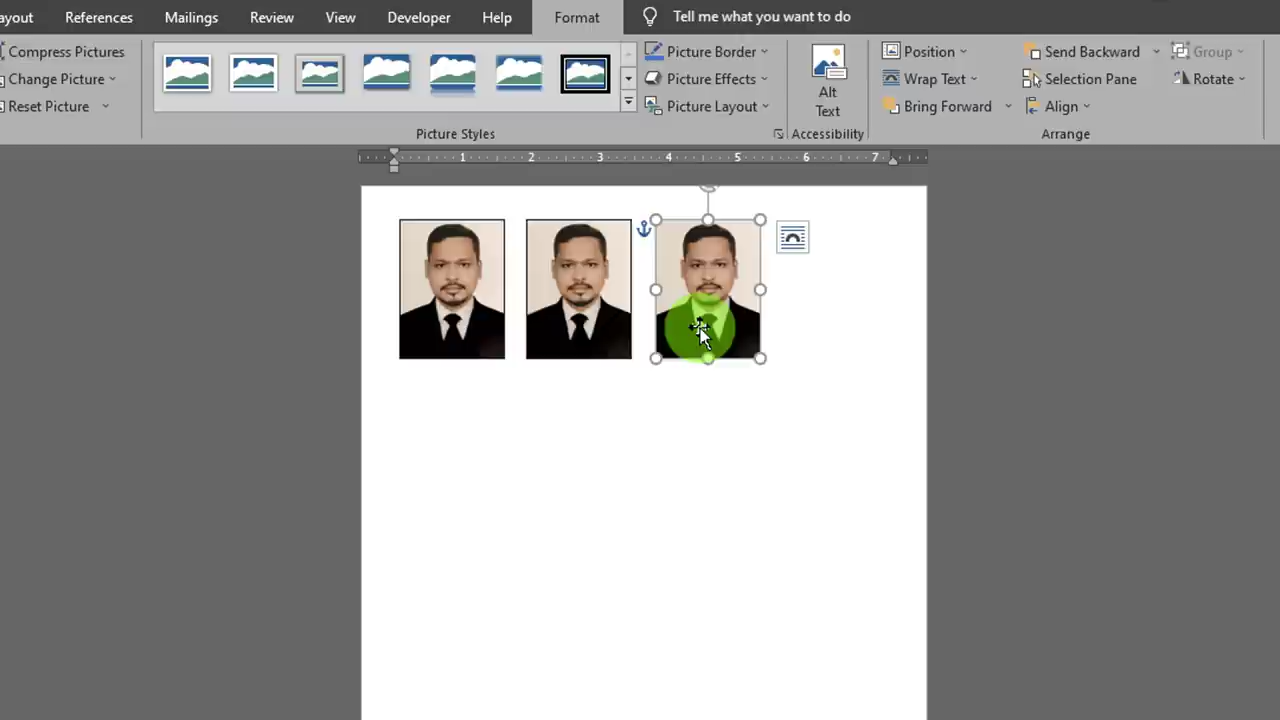 ayout References Mailings Review View Developer Help Format Tell me what you want to do
Compress Pictures
Change Picture
Reset Picture
Picture Styles
Picture Border
Picture Effects
Picture Layout
Alt
Text
Accessibility
Position
Wrap Text
Bring Forward
Send Backward
Selection Pane
Align
Group
Rotate
Arrange
1 2 3 4 5 6 7